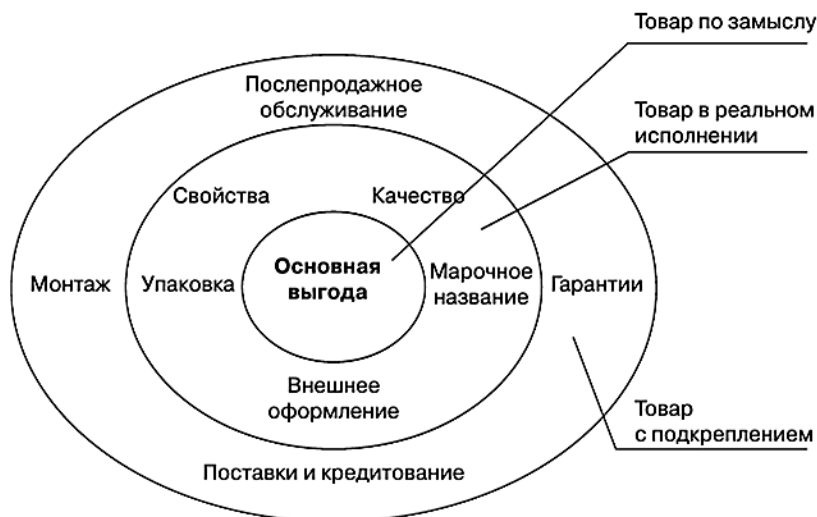 Товар по замыслу
Послепродажное
обслуживание
Товар в реальном
исполнении
Свойства
Качество
Основная
выгода
Монтаж
Упаковка
Марочное
название
Гарантии
Внешнее
оформление
Товар
с подкреплением
Поставки и кредитование